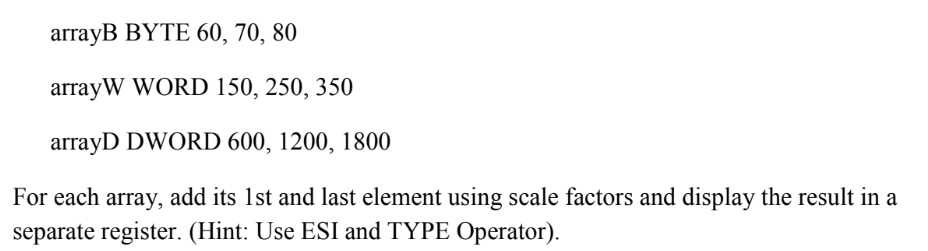 arrayB BYTE 60, 70, 80
arrayW WORD 150, 250, 350
arrayD DWORD 600, 1200, 1800
For each array, add its 1st and last element using scale factors and display the result in a
separate register. (Hint: Use ESI and TYPE Operator).